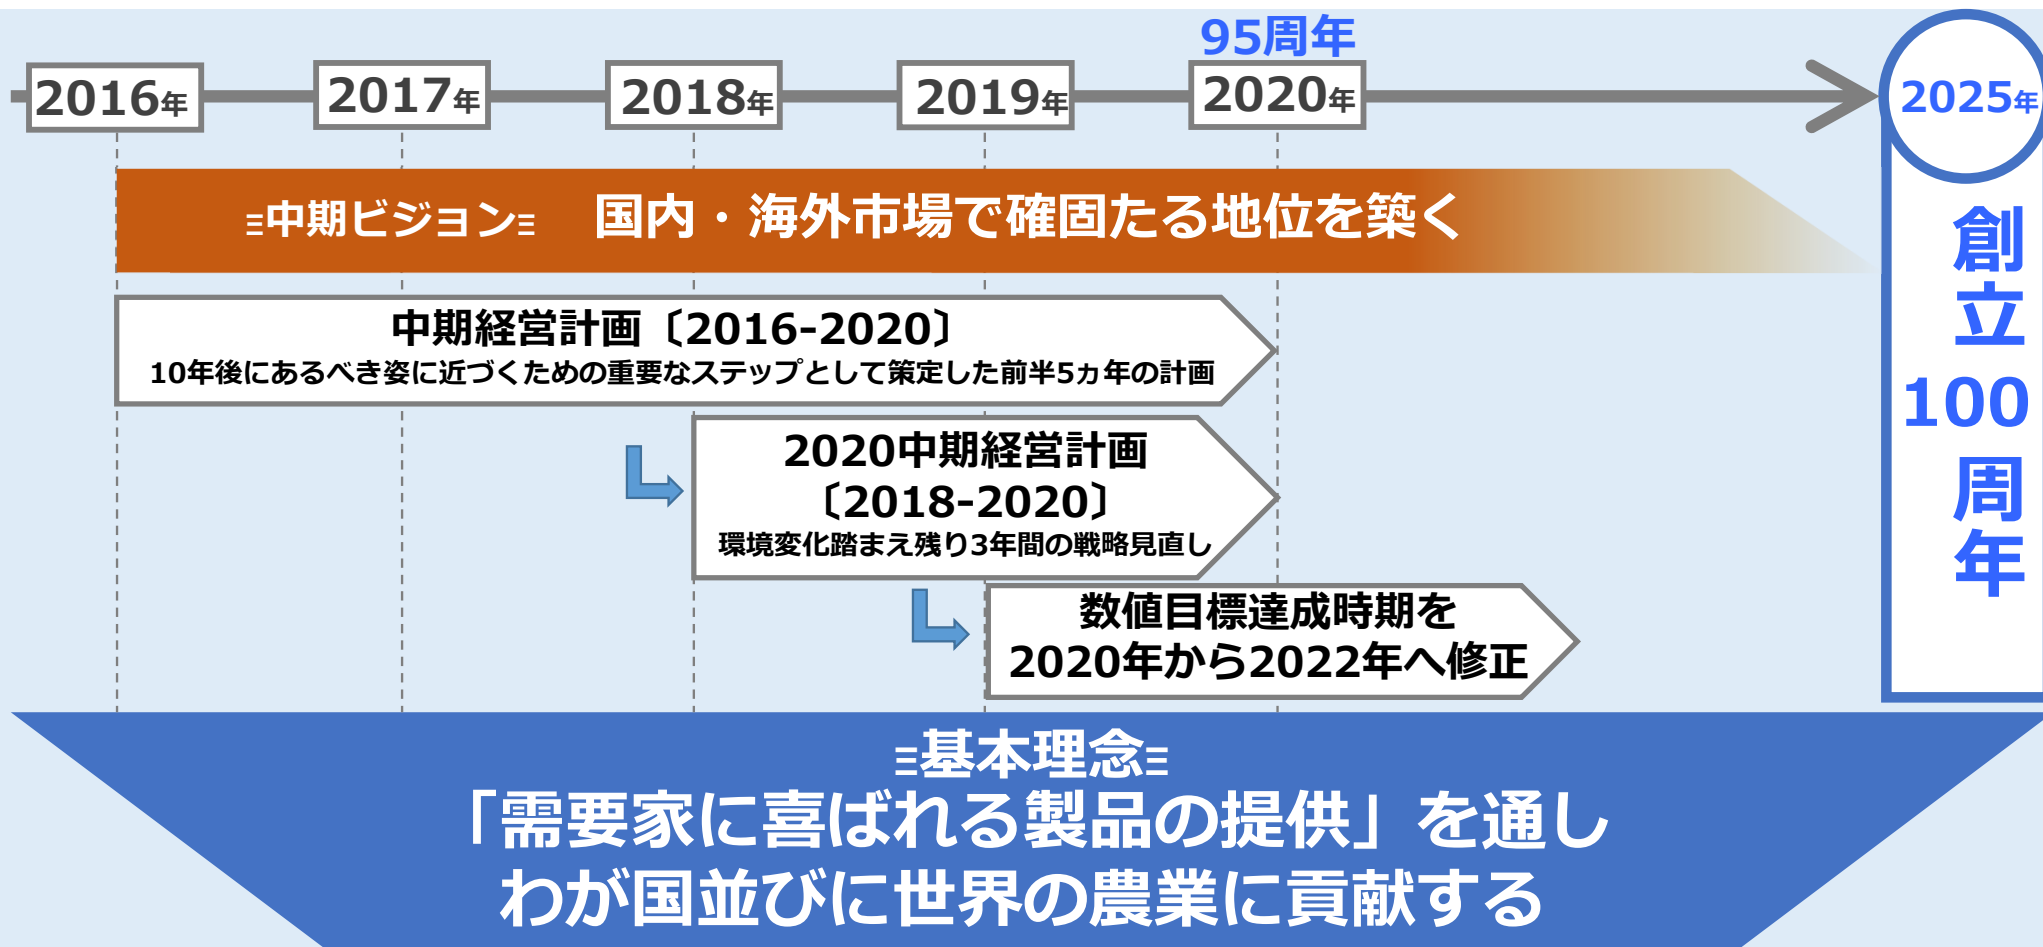 95周年
2016年
2017年
2018年
2019年
2020年
2025年
≡中期ビジョン≡ 国内・海外市場で確固たる地位を築く
創立100周年
中期経営計画〔2016-2020〕
10年後にあるべき姿に近づくための重要なステップとして策定した前半5ヵ年の計画
2020中期経営計画
〔2018-2020〕
環境変化踏まえ残り3年間の戦略見直し
数値目標達成時期を
2020年から2022年へ修正
≡基本理念≡
「需要家に喜ばれる製品の提供」を通し
わが国並びに世界の農業に貢献する